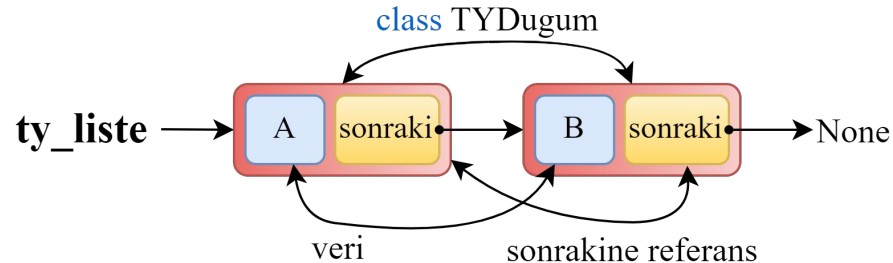 class TYDugum
ty_liste
A
sonraki
B
sonraki
None
veri
sonrakine referans